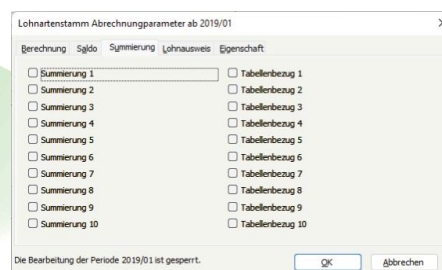 Lohnartenstamm Abrechnungparameter ab 2019/01
Berechnung Saldo Summierung Lohnausweis Eigenschaft
Summierung 1 Tabellenbezug 1
Summierung 2 Tabellenbezug 2
Summierung 3 Tabellenbezug 3
Summierung 4 Tabellenbezug 4
Summierung 5 Tabellenbezug 5
Summierung 6 Tabellenbezug 6
Summierung 7 Tabellenbezug 7
Summierung 8 Tabellenbezug 8
Summierung 9 Tabellenbezug 9
Summierung 10 Tabellenbezug 10
Die Bearbeitung der Periode 2019/01 ist gesperrt. OK Abbrechen